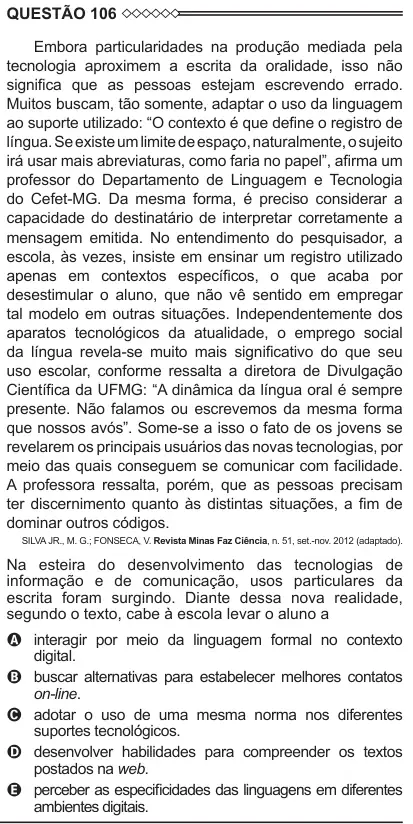 QUESTÃO 106
Embora particularidades na produção mediada pela
tecnologia aproximem a escrita da oralidade, isso não
significa que as pessoas estejam escrevendo errado.
Muitos buscam, tão somente, adaptar o uso da linguagem
ao suporte utilizado: “O contexto é que define o registro de
língua. Se existe um limite de espaço, naturalmente, o sujeito
irá usar mais abreviaturas, como faria no papel”, afirma um
professor do Departamento de Linguagem e Tecnologia
do Cefet-MG. Da mesma forma, é preciso considerar a
capacidade do destinatário de interpretar corretamente a
mensagem emitida. No entendimento do pesquisador, a
escola, às vezes, insiste em ensinar um registro utilizado
apenas em contextos específicos, o que acaba por
desestimular o aluno, que não vê sentido em empregar
tal modelo em outras situações. Independentemente dos
aparatos tecnológicos da atualidade, o emprego social
da língua revela-se muito mais significativo do que seu
uso escolar, conforme ressalta a diretora de Divulgação
Científica da UFMG: “A dinâmica da língua oral é sempre
presente. Não falamos ou escrevemos da mesma forma
que nossos avós”. Some-se a isso o fato de os jovens se
revelarem os principais usuários das novas tecnologias, por
meio das quais conseguem se comunicar com facilidade.
A professora ressalta, porém, que as pessoas precisam
ter discernimento quanto às distintas situações, a fim de
dominar outros códigos.
SILVA JR., M. G.; FONSECA, V. Revista Minas Faz Ciência, n. 51, set.-nov. 2012 (adaptado).
Na esteira do desenvolvimento das tecnologias de
informação e de comunicação, usos particulares da
escrita foram surgindo. Diante dessa nova realidade,
segundo o texto, cabe à escola levar o aluno a
A interagir por meio da linguagem formal no contexto
digital.
B buscar alternativas para estabelecer melhores contatos
on-line.
C adotar o uso de uma mesma norma nos diferentes
suportes tecnológicos.
D desenvolver habilidades para compreender os textos
postados na web.
E perceber as especificidades das linguagens em diferentes
ambientes digitais.